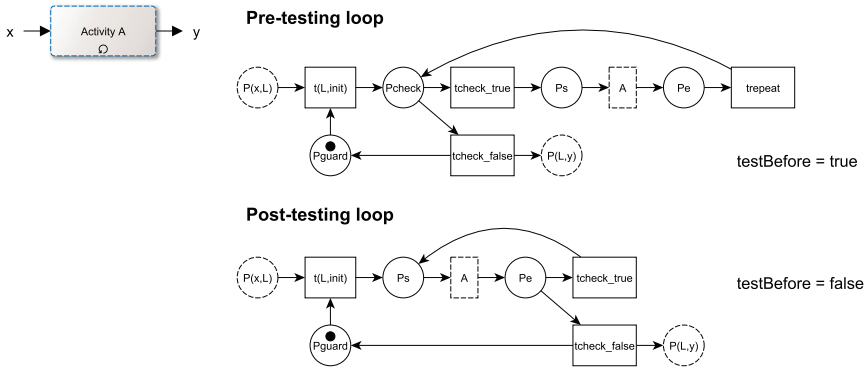 Pre-testing loop
x
Activity A
y
P(x,L)
t(L,init)
Pcheck
tcheck_true
Ps
A
Pe
trepeat
Pguard
tcheck_false
P(L,y)
testBefore = true
Post-testing loop
P(x,L)
t(L,init)
Ps
A
Pe
tcheck_true
testBefore = false
Pguard
tcheck_false
P(L,y)